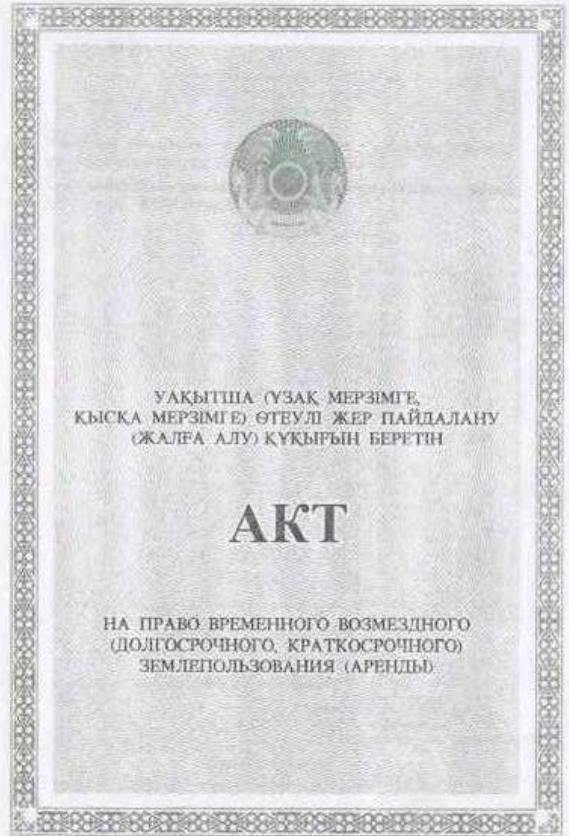 УАҚЫТША (ҰЗАҚ МЕРЗІМГЕ,
ҚЫСҚА МЕРЗІМГЕ) ӨТЕУЛІ ЖЕР ПАЙДАЛАНУ
(ЖАЛҒА АЛУ) ҚҰҚЫҒЫН БЕРЕТІН
АКТ
НА ПРАВО ВРЕМЕННОГО ВОЗМЕЗДНОГО
(ДОЛГОСРОЧНОГО, КРАТКОСРОЧНОГО)
ЗЕМЛЕПОЛЬЗОВАНИЯ (АРЕНДЫ)